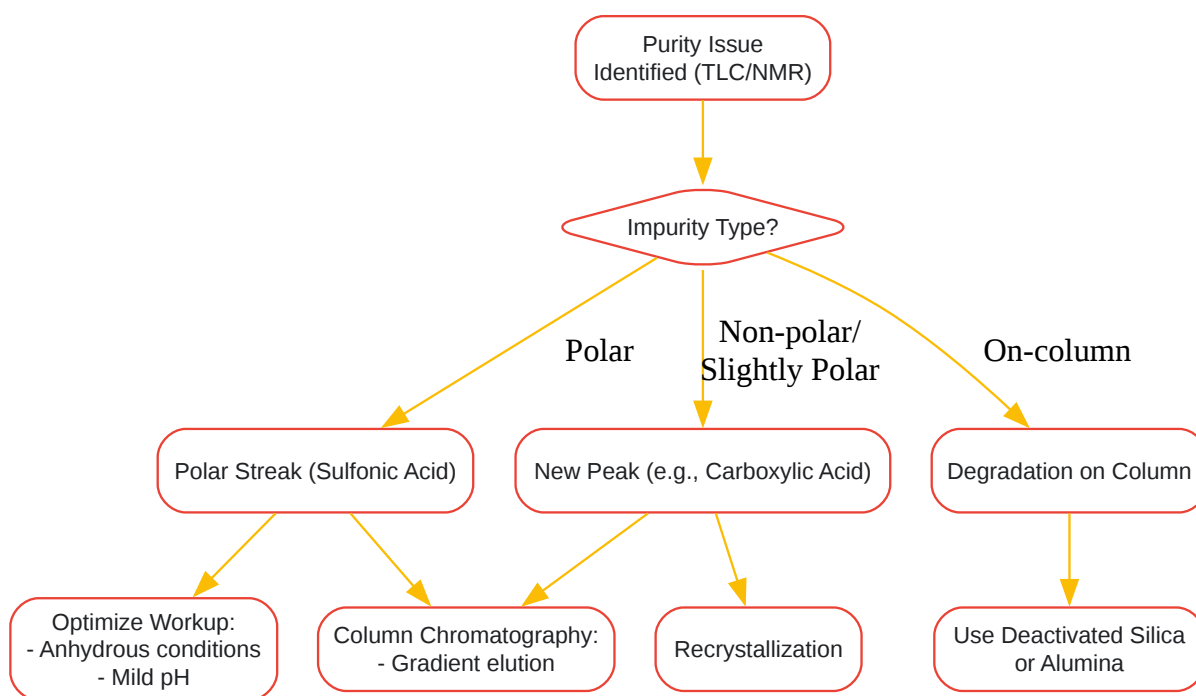 Purity Issue
Identified (TLC/NMR)
Impurity Type?
Polar
Non-polar/
Slightly Polar
On-column
Polar Streak (Sulfonic Acid)
New Peak (e.g., Carboxylic Acid)
Degradation on Column
Optimize Workup:
- Anhydrous conditions
- Mild pH
Column Chromatography:
- Gradient elution
Recrystallization
Use Deactivated Silica
or Alumina